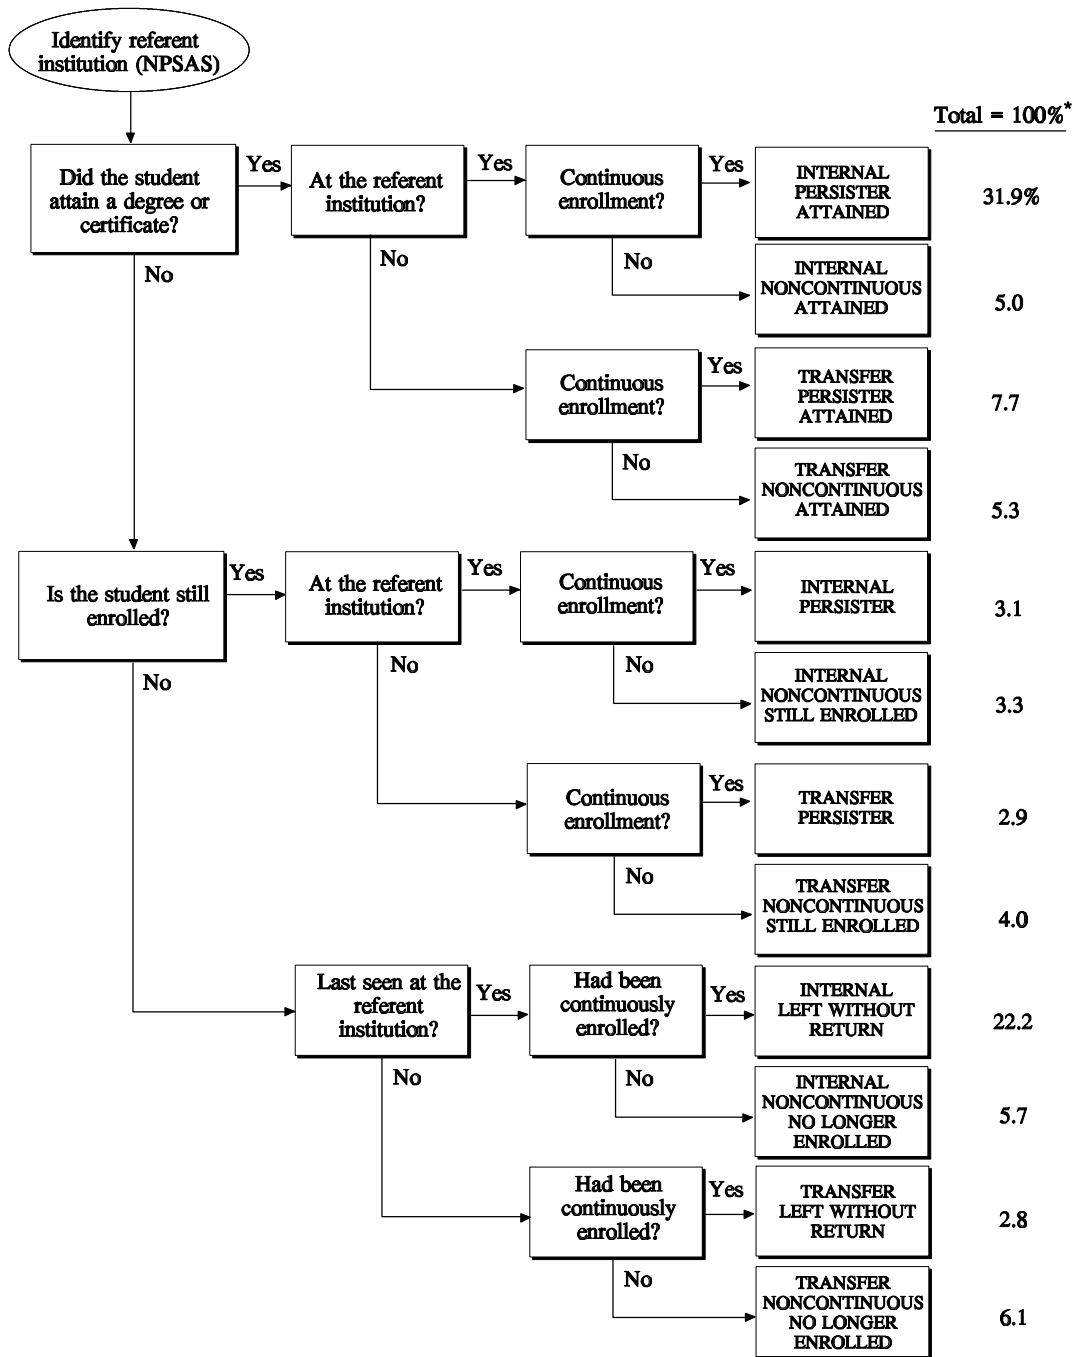 Identify referent
institution (NPSAS)
Total = 100%*
Did the student
attain a degree or
certificate?
Yes
At the referent
institution?
Yes
Continuous
enrollment?
Yes
INTERNAL
PERSISTER
ATTAINED
31.9%
No
No
No
INTERNAL
NONCONTINUOUS
ATTAINED
5.0
Continuous
enrollment?
Yes
TRANSFER
PERSISTER
ATTAINED
7.7
No
TRANSFER
NONCONTINUOUS
ATTAINED
5.3
Is the student still
enrolled?
Yes
At the referent
institution?
Yes
Continuous
enrollment?
Yes
INTERNAL
PERSISTER
3.1
No
No
No
INTERNAL
NONCONTINUOUS
STILL ENROLLED
3.3
Continuous
enrollment?
Yes
TRANSFER
PERSISTER
2.9
No
TRANSFER
NONCONTINUOUS
STILL ENROLLED
4.0
Last seen at the
referent
institution?
Yes
Had been
continuously
enrolled?
Yes
INTERNAL
LEFT WITHOUT
RETURN
22.2
No
No
INTERNAL
NONCONTINUOUS
NO LONGER
ENROLLED
5.7
Had been
continuously
enrolled?
Yes
TRANSFER
LEFT WITHOUT
RETURN
2.8
No
TRANSFER
NONCONTINUOUS
NO LONGER
ENROLLED
6.1